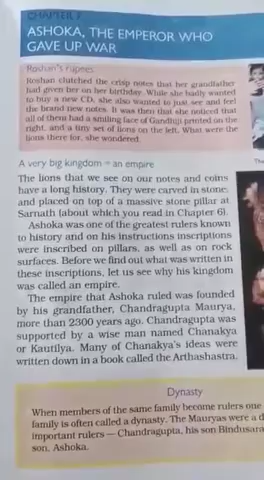 CHAPTER 7
ASHOKA, THE EMPEROR WHO
GAVE UP WAR
Roshan's rupees
Roshan clutched the crisp notes that her grandfather
had given her on her birthday. While she badly wanted
to buy a new CD, she also wanted to just see and feel
the brand new notes. It was then that she noticed that
all of them had a smiling face of Gandhiji printed on the
right, and a tiny set of lions on the left. What were the
lions there for, she wondered.
A very big kingdom = an empire
The lions that we see on our notes and coins
have a long history. They were carved in stone,
and placed on top of a massive stone pillar at
Sarnath (about which you read in Chapter 6).
Ashoka was one of the greatest rulers known
to history and on his instructions inscriptions
were inscribed on pillars, as well as on rock
surfaces. Before we find out what was written in
these inscriptions, let us see why his kingdom
was called an empire.
The empire that Ashoka ruled was founded
by his grandfather, Chandragupta Maurya,
more than 2300 years ago. Chandragupta was
supported by a wise man named Chanakya
or Kautilya. Many of Chanakya's ideas were
written down in a book called the Arthashastra.
Dynasty
When members of the same family become rulers one
family is often called a dynasty. The Mauryas were a d
important rulers — Chandragupta, his son Bindusara
son, Ashoka.